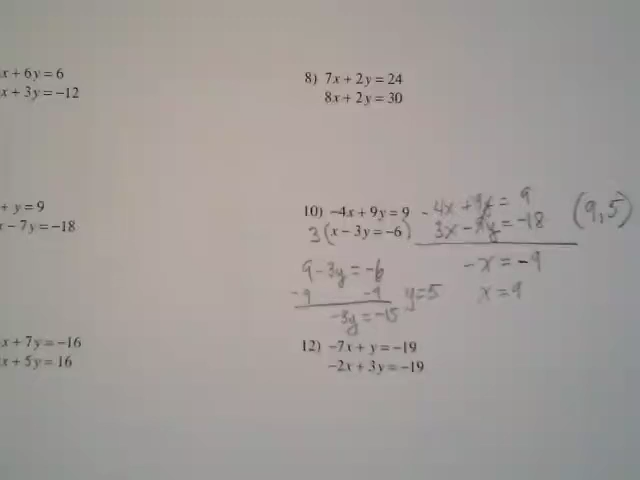 x + 6y = 6
x + 3y = −12
8) 7x + 2y = 24
8x + 2y = 30
+ y = 9
x − 7y = −18
10) −4x + 9y = 9
3(x − 3y = −6)
-4x + 9y = 9
3x - 9y = -18
-x = -9
x = 9
(9,5)
9 - 3y = -6
-9 -9
-3y = -15
y = 5
x + 7y = −16
x + 5y = 16
12) −7x + y = −19
−2x + 3y = −19